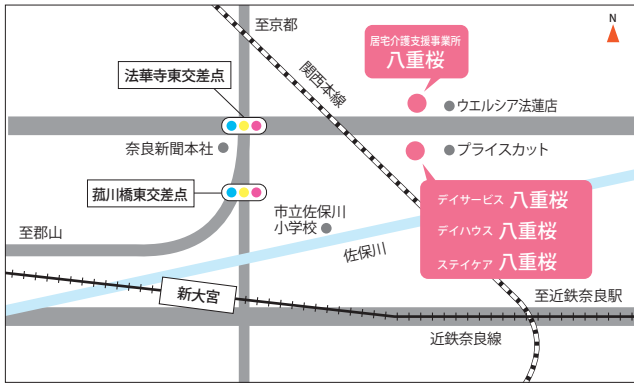 至京都
N
居宅介護支援事業所
八重桜
法華寺東交差点
関西本線
ウエルシア法蓮店
奈良新聞本社
プライスカット
菰川橋東交差点
デイサービス 八重桜
市立佐保川
小学校
デイハウス 八重桜
至郡山
佐保川
ステイケア 八重桜
新大宮
至近鉄奈良駅
近鉄奈良線